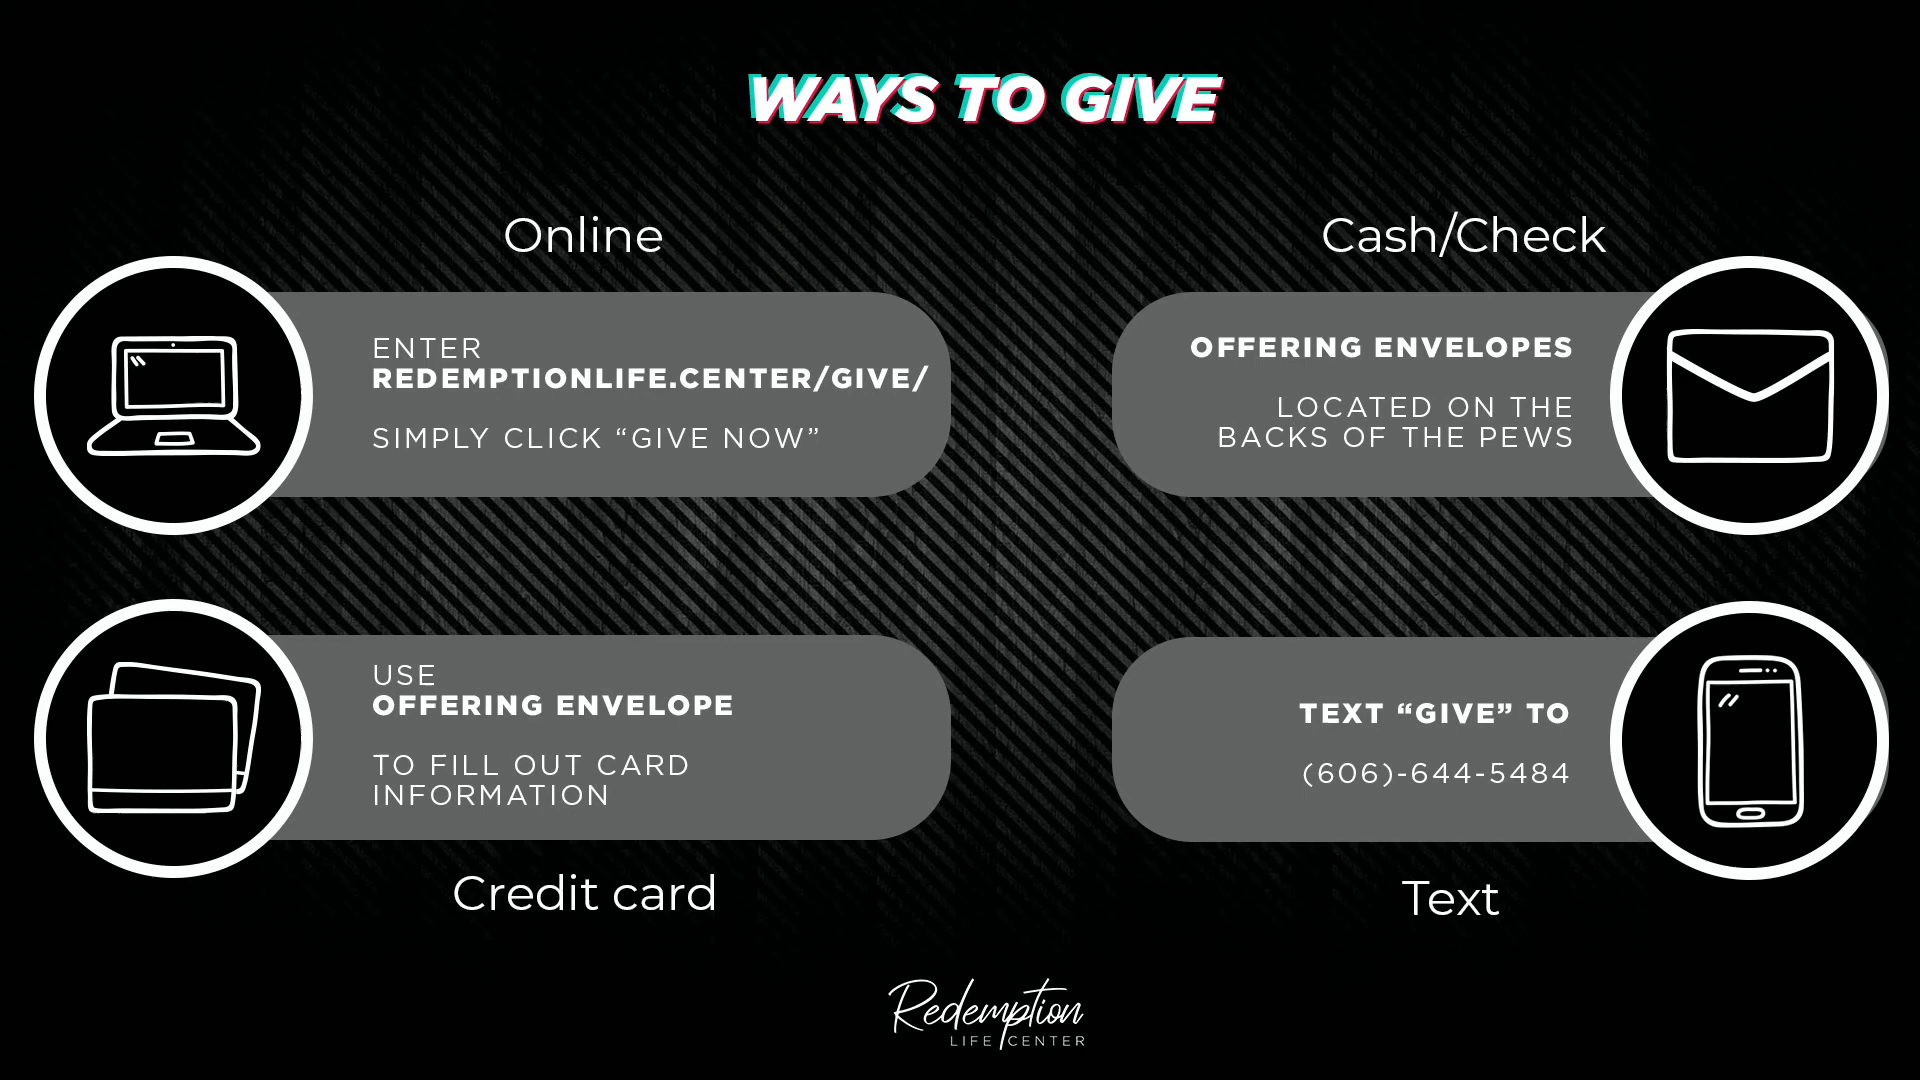 WAYS TO GIVE
Online
ENTER
REDEMPTIONLIFE.CENTER/GIVE/
SIMPLY CLICK “GIVE NOW”
Cash/Check
OFFERING ENVELOPES
LOCATED ON THE
BACKS OF THE PEWS
USE
OFFERING ENVELOPE
TO FILL OUT CARD
INFORMATION
Credit card
TEXT “GIVE” TO
(606)-644-5484
Text
Redemption
LIFE CENTER